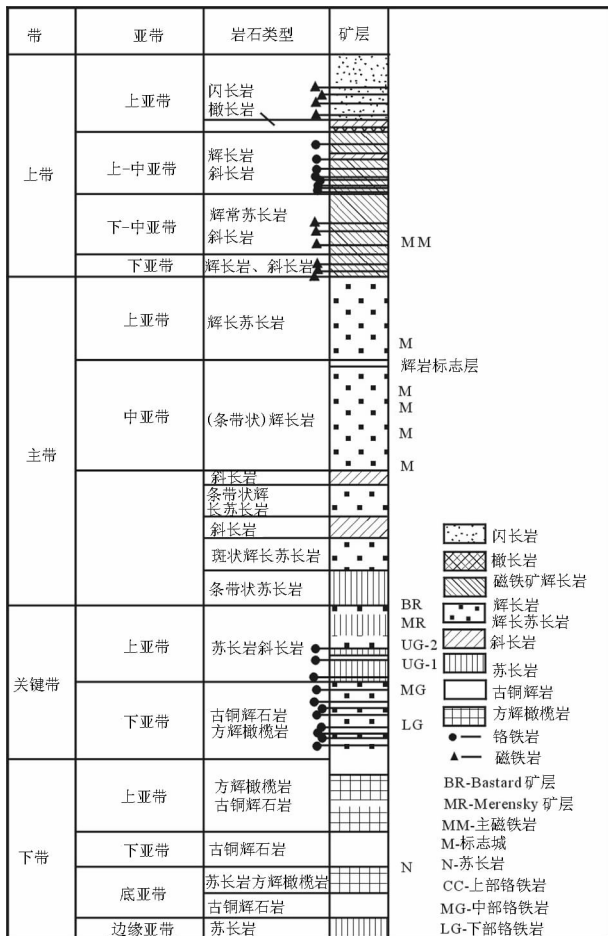 带 亚带 岩石类型 矿层
上带
上亚带
闪长岩
橄长岩
上-中亚带
辉长岩
斜长岩
下-中亚带
辉常苏长岩
斜长岩
MM
下亚带
辉长岩、斜长岩
主带
上亚带
辉长苏长岩
M
辉岩标志层
中亚带
(条带状)辉长岩
M
M
M
M
斜长岩
条带状辉
长苏长岩
斜长岩
斑状辉长苏长岩
条带状苏长岩
关键带
上亚带
苏长岩斜长岩
BR
MR
UG-2
UG-1
下亚带
古铜辉石岩
方辉橄榄岩
MG
LG
下带
上亚带
方辉橄榄岩
古铜辉石岩
下亚带
古铜辉石岩
底亚带
苏长岩方辉橄榄岩
N
古铜辉石岩
边缘亚带
苏长岩
闪长岩
橄长岩
磁铁矿辉长岩
辉长岩
辉长苏长岩
斜长岩
苏长岩
古铜辉岩
方辉橄榄岩
铬铁岩
磁铁岩
BR-Bastard 矿层
MR-Merensky 矿层
MM-主磁铁岩
M-标志城
N-苏长岩
CC-上部铬铁岩
MG-中部铬铁岩
LG-下部铬铁岩